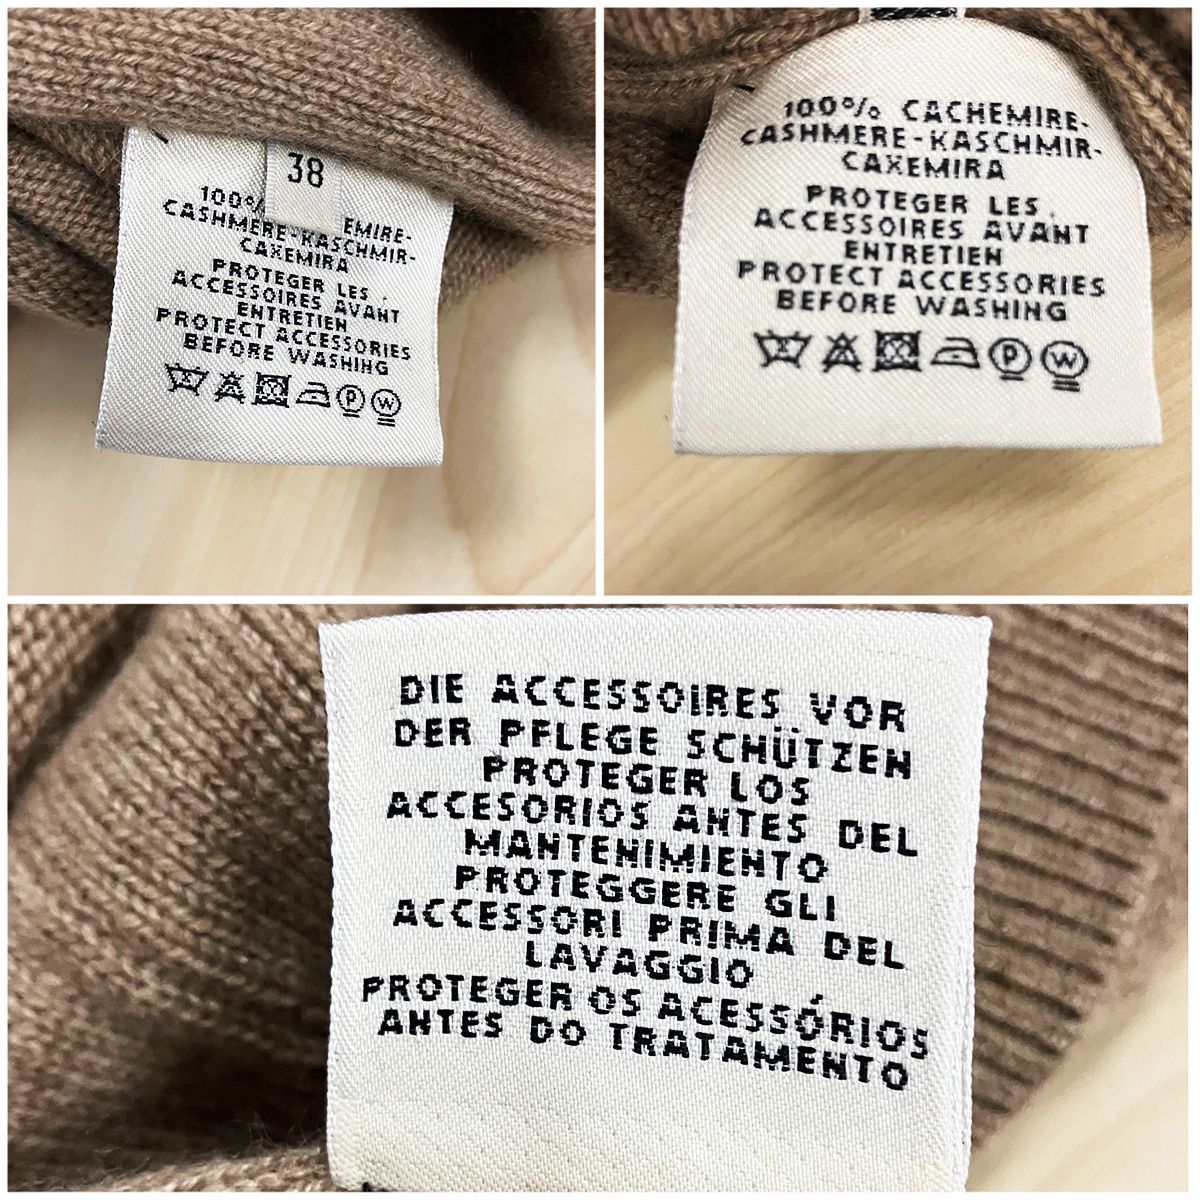 38
100%
EMIRE-
CASHMERE-KASCHMIR-
CAXEMIRA
PROTEGER LES
ACCESSOIRES AVANT
ENTRETIEN
PROTECT ACCESSORIES
BEFORE WASHING
P W
100% CACHEMIRE-
CASHMERE-KASCHMIR-
CAXEMIRA
PROTEGER LES
ACCESSOIRES AVANT
ENTRETIEN
PROTECT ACCESSORIES
BEFORE WASHING
P W
DIE ACCESSOIRES VOR
DER PFLEGE SCHÜTZEN
PROTEGER LOS
ACCESORIOS ANTES DEL
MANTENIMIENTO
PROTEGGERE GLI
ACCESSORI PRIMA DEL
LAVAGGIO
PROTEGER OS ACESSÓRIOS
ANTES DO TRATAMENTO